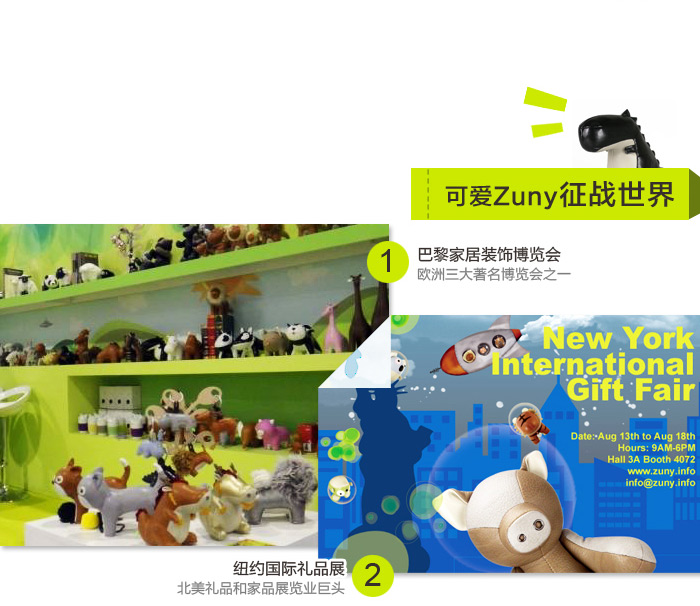 可爱Zuny征战世界
1
巴黎家居装饰博览会
欧洲三大著名博览会之一
New York
International
Gift Fair
Date: Aug 13th to Aug 18th
Hours: 9AM-6PM
Hall 3A Booth 4072
www.zuny.info
info@zuny.info
纽约国际礼品展
北美礼品和家品展览业巨头
2